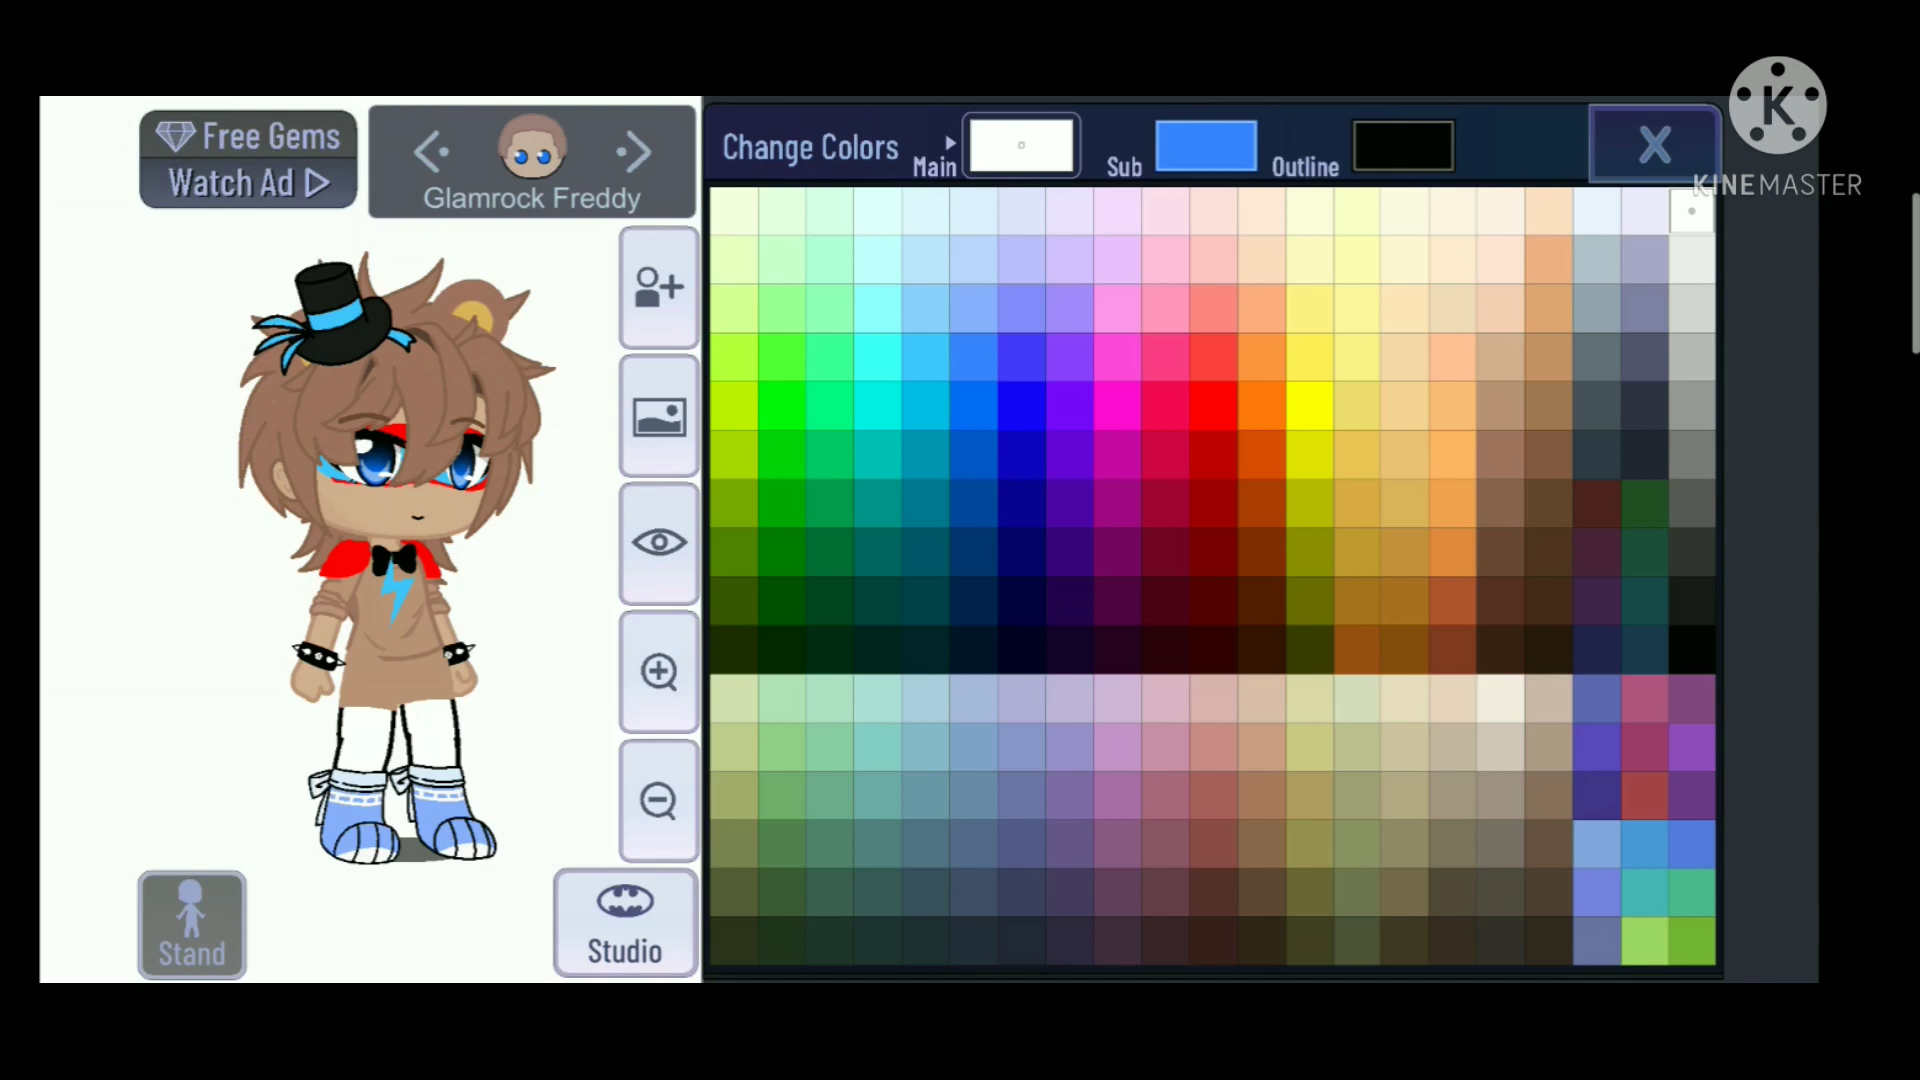 Free Gems
Watch Ad
Glamrock Freddy
Change Colors
Main
Sub
Outline
X
K
KINEMASTER
Stand
Studio